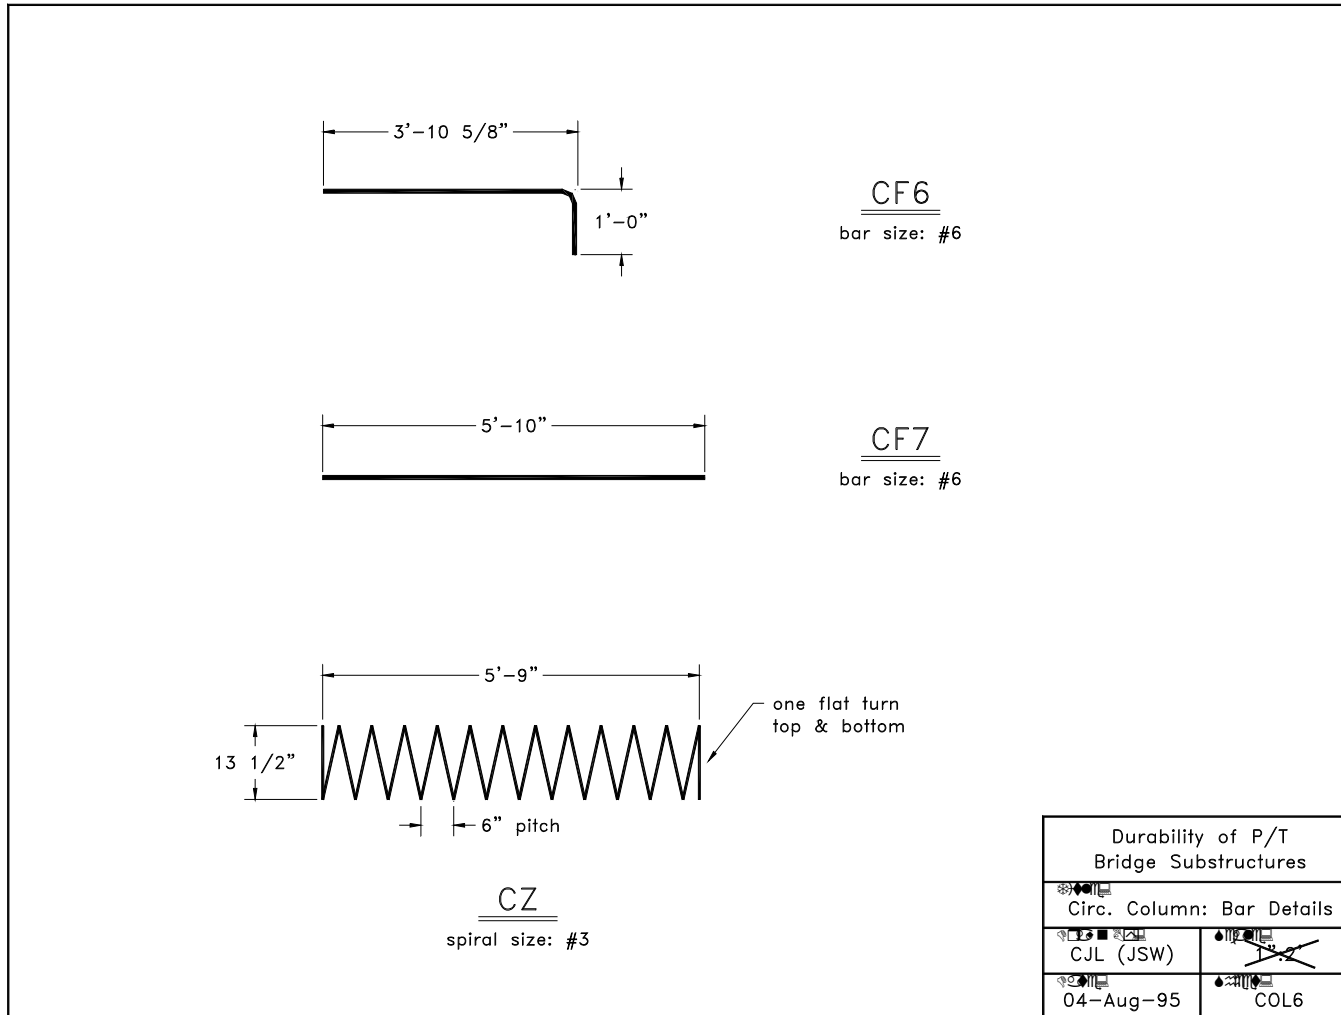 3'-10 5/8"
1'-0"
CF6
bar size: #6
5'-10"
CF7
bar size: #6
5'-9"
one flat turn
top & bottom
13 1/2"
6" pitch
CZ
spiral size: #3
Durability of P/T
Bridge Substructures
Circ. Column: Bar Details
CJL (JSW)
1":2'
04-Aug-95
COL6